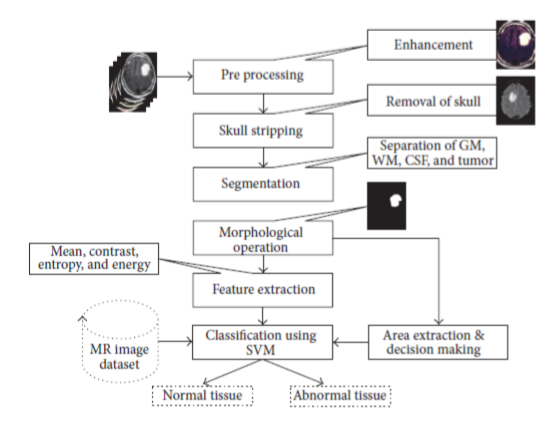 Enhancement
Pre processing
Removal of skull
Skull stripping
Separation of GM,
WM, CSF, and tumor
Segmentation
Morphological
operation
Mean, contrast,
entropy, and energy
Feature extraction
Classification using
SVM
Area extraction &
decision making
MR image
dataset
Normal tissue
Abnormal tissue